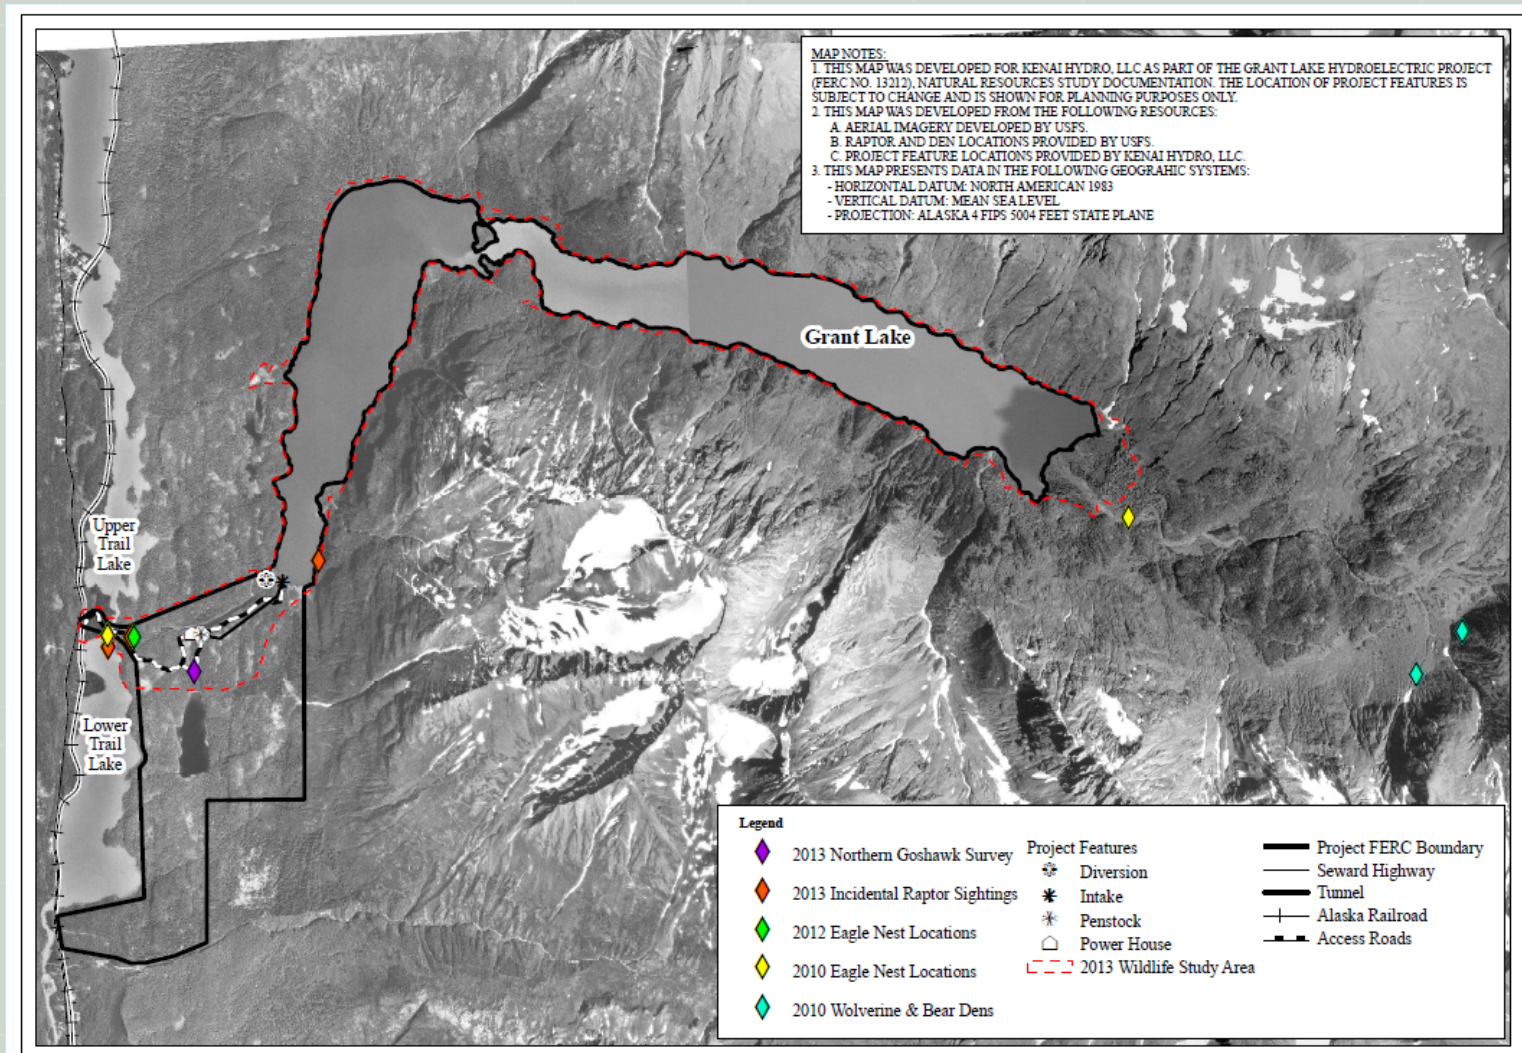 MAP NOTES:
1. THIS MAP WAS DEVELOPED FOR KENAI HYDRO, LLC AS PART OF THE GRANT LAKE HYDROELECTRIC PROJECT
(FERC NO. 13212), NATURAL RESOURCES STUDY DOCUMENTATION. THE LOCATION OF PROJECT FEATURES IS
SUBJECT TO CHANGE AND IS SHOWN FOR PLANNING PURPOSES ONLY.
2. THIS MAP WAS DEVELOPED FROM THE FOLLOWING RESOURCES:
A. AERIAL IMAGERY DEVELOPED BY USFS.
B. RAPTOR AND DEN LOCATIONS PROVIDED BY USFS.
C. PROJECT FEATURE LOCATIONS PROVIDED BY KENAI HYDRO, LLC.
3. THIS MAP PRESENTS DATA IN THE FOLLOWING GEOGRAHIC SYSTEMS:
- HORIZONTAL DATUM: NORTH AMERICAN 1983
- VERTICAL DATUM: MEAN SEA LEVEL
- PROJECTION: ALASKA 4 FIPS 5004 FEET STATE PLANE
Grant Lake
Upper
Trail
Lake
Lower
Trail
Lake
Legend
2013 Northern Goshawk Survey
2013 Incidental Raptor Sightings
2012 Eagle Nest Locations
2010 Eagle Nest Locations
2010 Wolverine & Bear Dens
Project Features
Diversion
Intake
Penstock
Power House
2013 Wildlife Study Area
Project FERC Boundary
Seward Highway
Tunnel
Alaska Railroad
Access Roads